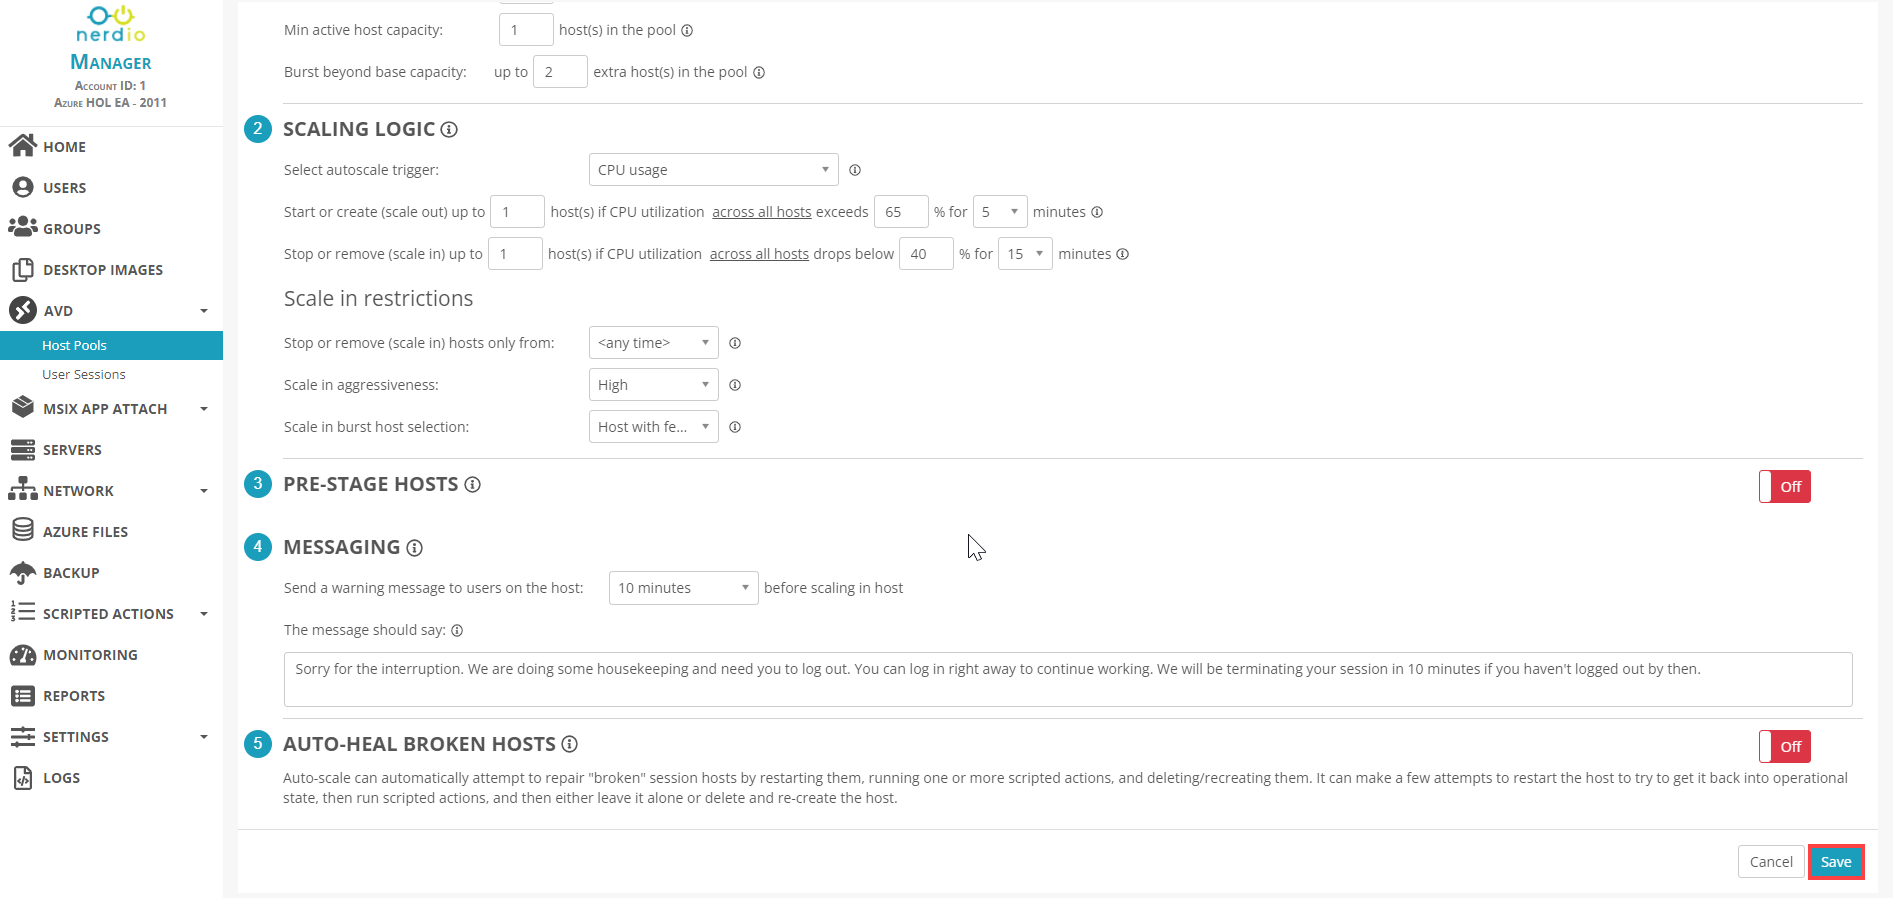 nerdio
MANAGER
ACCOUNT ID: 1
AZURE HOL EA - 2011
HOME
USERS
GROUPS
DESKTOP IMAGES
AVD
Host Pools
User Sessions
MSIX APP ATTACH
SERVERS
NETWORK
AZURE FILES
BACKUP
SCRIPTED ACTIONS
MONITORING
REPORTS
SETTINGS
LOGS
Min active host capacity: 1 host(s) in the pool
Burst beyond base capacity: up to 2 extra host(s) in the pool
2 SCALING LOGIC
Select autoscale trigger: CPU usage
Start or create (scale out) up to 1 host(s) if CPU utilization across all hosts exceeds 65 % for 5 minutes
Stop or remove (scale in) up to 1 host(s) if CPU utilization across all hosts drops below 40 % for 15 minutes
Scale in restrictions
Stop or remove (scale in) hosts only from: <any time>
Scale in aggressiveness: High
Scale in burst host selection: Host with fe...
3 PRE-STAGE HOSTS Off
4 MESSAGING
Send a warning message to users on the host: 10 minutes before scaling in host
The message should say:
Sorry for the interruption. We are doing some housekeeping and need you to log out. You can log in right away to continue working. We will be terminating your session in 10 minutes if you haven't logged out by then.
5 AUTO-HEAL BROKEN HOSTS Off
Auto-scale can automatically attempt to repair "broken" session hosts by restarting them, running one or more scripted actions, and deleting/recreating them. It can make a few attempts to restart the host to try to get it back into operational
state, then run scripted actions, and then either leave it alone or delete and re-create the host.
Cancel Save